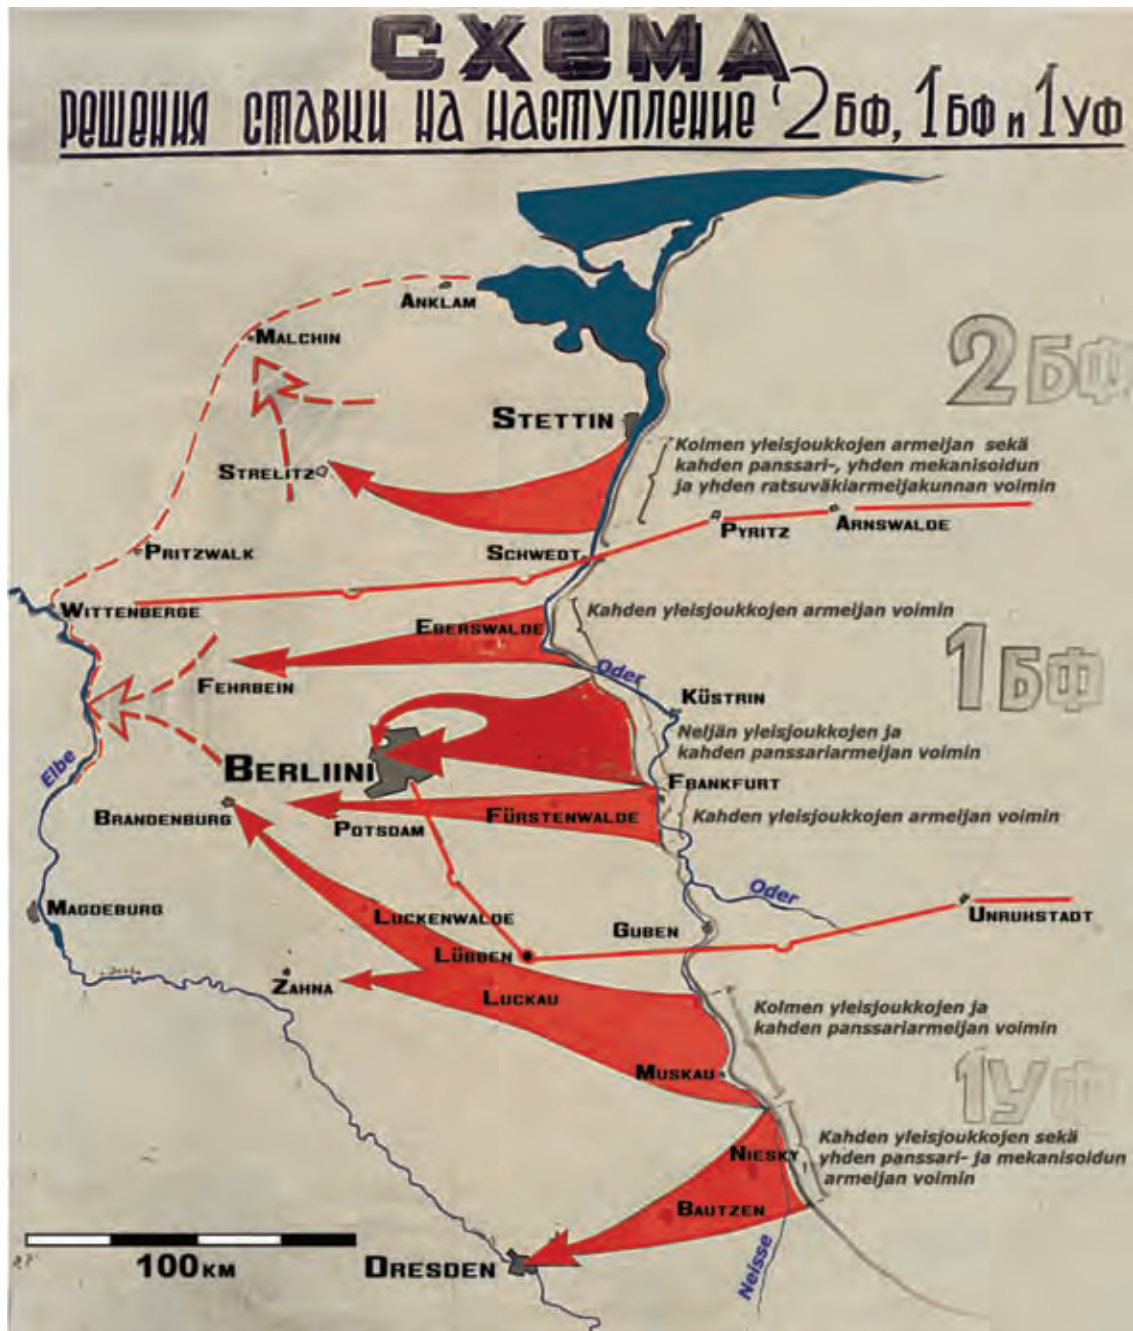 СХЕМА
РЕШЕНИЯ СТАВКИ НА НАСТУПЛЕНИЕ 2БФ, 1БФ и 1УФ
ANKLAM
MALCHIN
2БФ
STETTIN
Kolmen yleisjoukkojen armeijan sekä
kahden panssari-, yhden mekanisoidun
ja yhden ratsuväkiarmeijakunnan voimin
STRELITZ
PYRITZ
ARNSWALDE
PRITZWALK
SCHWEDT
WITTENBERGE
Kahden yleisjoukkojen armeijan voimin
EBERSWALDE
1БФ
Oder
FEHRBEIN
KÜSTRIN
Neljän yleisjoukkojen ja
kahden panssariarmeijan voimin
Elbe
BERLIINI
FRANKFURT
BRANDENBURG
POTSDAM
FÜRSTENWALDE
Kahden yleisjoukkojen armeijan voimin
Oder
MAGDEBURG
LUCKENWALDE
GUBEN
UNRUHSTADT
LÜBBEN
ZAHNA
LUCKAU
Kolmen yleisjoukkojen ja
kahden panssariarmeijan voimin
MUSKAU
1УФ
Kahden yleisjoukkojen sekä
yhden panssari- ja mekanisoidun
armeijan voimin
NIESKY
BAUTZEN
100 KM
DRESDEN
Neisse